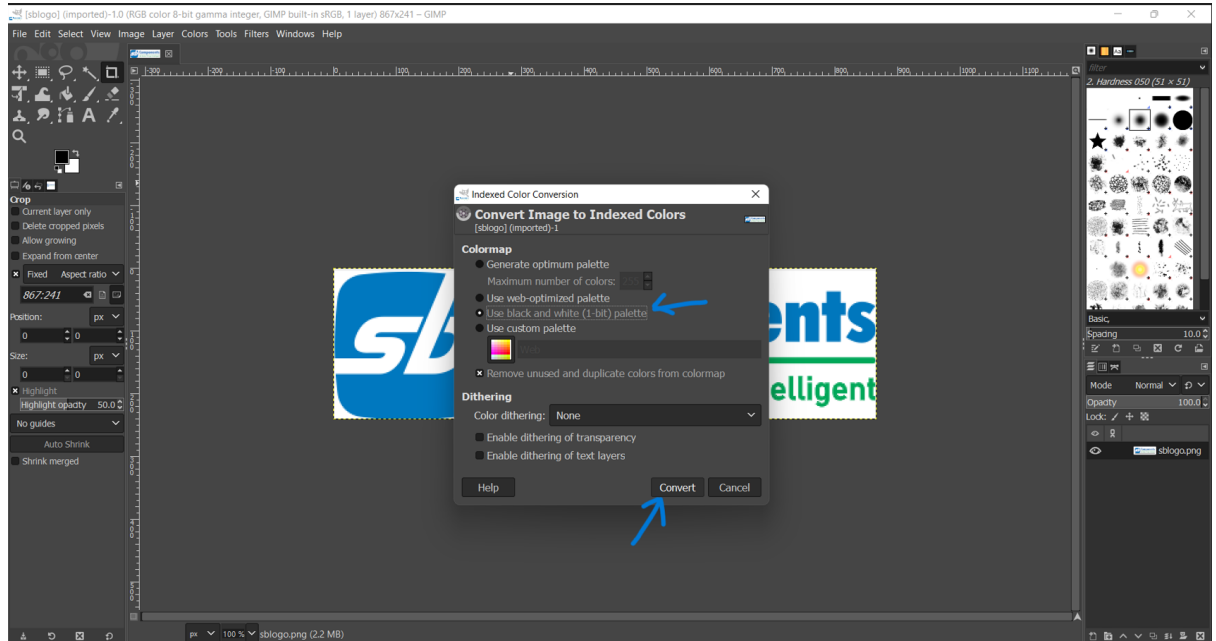 [sblogo] (imported)-1.0 (RGB color 8-bit gamma integer, GIMP built-in sRGB, 1 layer) 867x241 – GIMP
File Edit Select View Image Layer Colors Tools Filters Windows Help
Crop
Current layer only
Delete cropped pixels
Allow growing
Expand from center
Fixed Aspect ratio
867:241
Position: px
0 0
Size: px
0 0
Highlight
Highlight opacity 50.0
No guides
Auto Shrink
Shrink merged
Indexed Color Conversion
Convert Image to Indexed Colors
[sblogo] (imported)-1
Colormap
Generate optimum palette
Maximum number of colors: 255
Use web-optimized palette
Use black and white (1-bit) palette
Use custom palette
Web
Remove unused and duplicate colors from colormap
Dithering
Color dithering: None
Enable dithering of transparency
Enable dithering of text layers
Help Convert Cancel
sb
ents
elligent
filter
2. Hardness 050 (51 × 51)
Basic,
Spacing 10.0
Mode Normal
Opacity 100.0
Lock:
sblogo.png
px 100 % sblogo.png (2.2 MB)